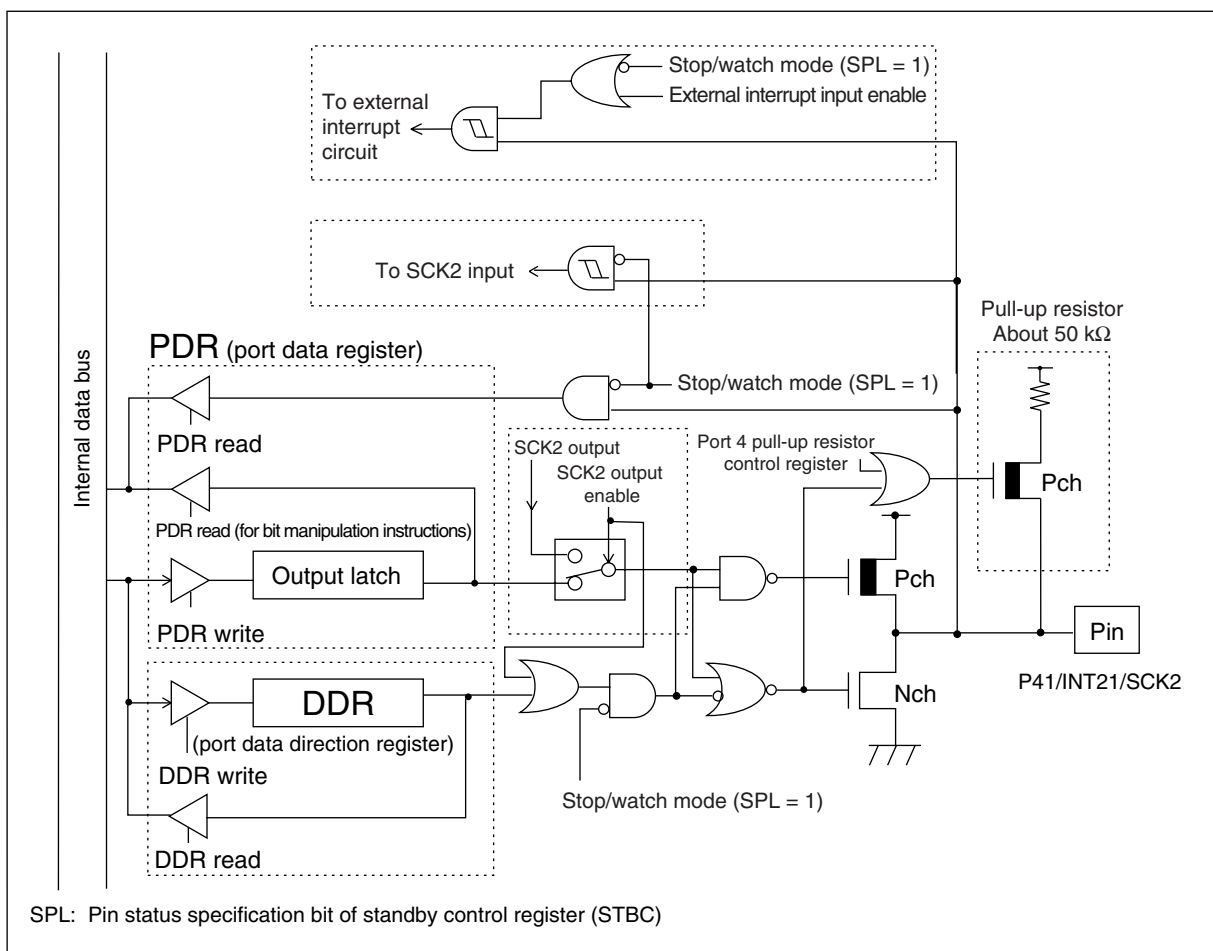 Stop/watch mode (SPL = 1)
External interrupt input enable
To external
interrupt
circuit
To SCK2 input
Pull-up resistor
About 50 kΩ
Internal data bus
PDR (port data register)
Stop/watch mode (SPL = 1)
PDR read
SCK2 output
SCK2 output
enable
Port 4 pull-up resistor
control register
Pch
PDR read (for bit manipulation instructions)
Output latch
Pch
PDR write
Pin
P41/INT21/SCK2
DDR
Nch
(port data direction register)
DDR write
Stop/watch mode (SPL = 1)
DDR read
SPL: Pin status specification bit of standby control register (STBC)